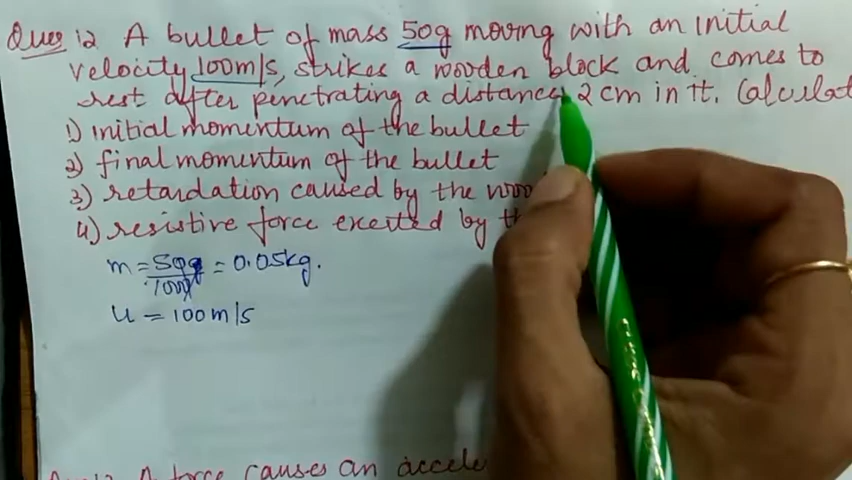 Ques 12 A bullet of mass 50g moving with an initial
velocity 100m/s, strikes a wooden block and comes to
rest after penetrating a distance 2 cm in it. Calculat
1) initial momentum of the bullet
2) final momentum of the bullet
3) retardation caused by the
4) resistive force exerted by
m = 50g/1000 = 0.05kg.
u = 100m/s
A force causes an accele